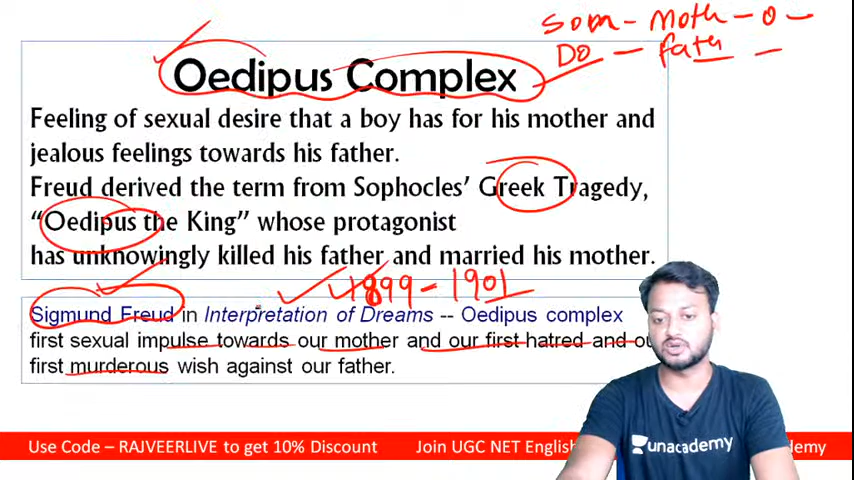 Som - Moth - O -
Do - fath -
Oedipus Complex
Feeling of sexual desire that a boy has for his mother and
jealous feelings towards his father.
Freud derived the term from Sophocles' Greek Tragedy,
“Oedipus the King” whose protagonist
has unknowingly killed his father and married his mother.
1899 - 1901
Sigmund Freud in Interpretation of Dreams -- Oedipus complex
first sexual impulse towards our mother and our first hatred and
first murderous wish against our father.
unacademy
Use Code – RAJVEERLIVE to get 10% Discount Join UGC NET English